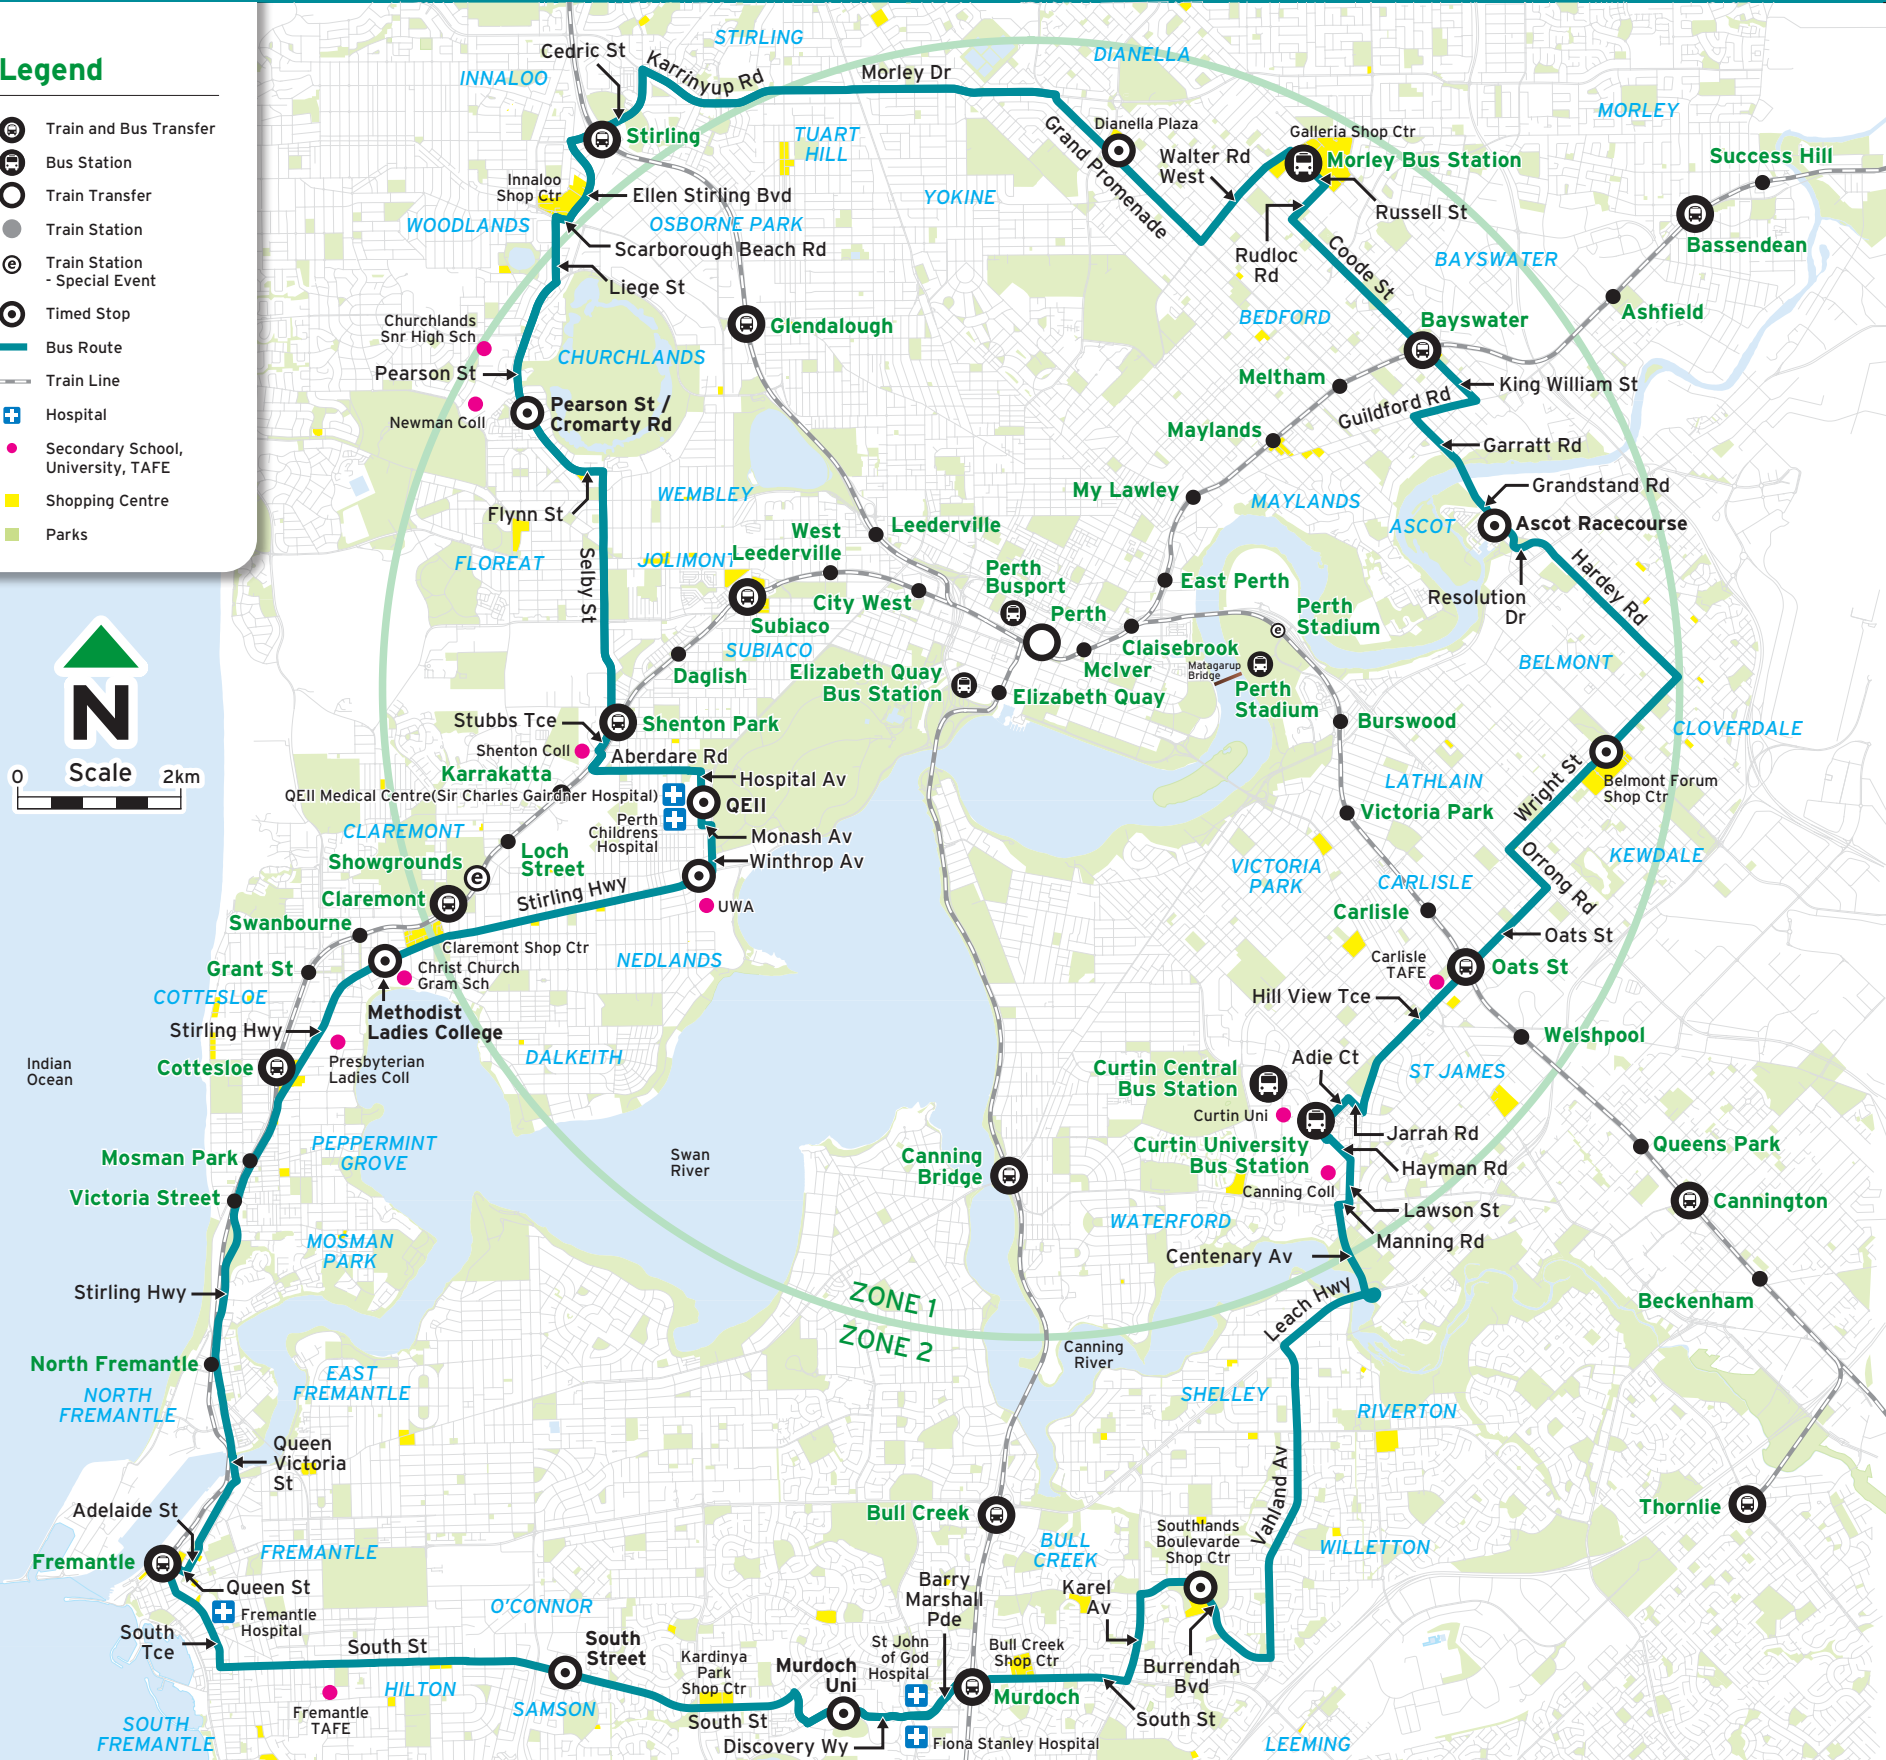 Legend
Train and Bus Transfer
Bus Station
Train Transfer
Train Station
Train Station
- Special Event
Timed Stop
Bus Route
Train Line
Hospital
Secondary School,
University, TAFE
Shopping Centre
Parks
N
Scale
0
2km
Cedric St
STIRLING
INNALOO
Karrinyup Rd
Morley Dr
DIANELLA
MORLEY
Stirling
TUART
HILL
Grand Promenade
Dianella Plaza
Walter Rd
West
Galleria Shop Ctr
Morley Bus Station
Success Hill
Innaloo
Shop Ctr
Ellen Stirling Bvd
YOKINE
Russell St
WOODLANDS
OSBORNE PARK
Scarborough Beach Rd
Rudloc
Rd
Coode St
Bassendean
BAYSWATER
Liege St
Churchlands
Snr High Sch
Glendalough
BEDFORD
Bayswater
Ashfield
CHURCHLANDS
Pearson St
Meltham
King William St
Newman Coll
Pearson St /
Cromarty Rd
Guildford Rd
Maylands
Garratt Rd
WEMBLEY
My Lawley
MAYLANDS
Grandstand Rd
Flynn St
ASCOT
Ascot Racecourse
Leederville
West
Leederville
FLOREAT
JOLIMONT
Selby St
Perth
Busport
East Perth
Hardey Rd
City West
Perth
Perth
Stadium
Resolution
Dr
Subiaco
SUBIACO
Claisebrook
McIver
Matagarup
Bridge
BELMONT
Daglish
Elizabeth Quay
Bus Station
Elizabeth Quay
Perth
Stadium
Burswood
Stubbs Tce
Shenton Park
CLOVERDALE
Shenton Coll
Aberdare Rd
Karrakatta
Hospital Av
QEII Medical Centre(Sir Charles Gairdner Hospital)
QEII
LATHLAIN
Wright St
Belmont Forum
Shop Ctr
Perth
Childrens
Hospital
Victoria Park
CLAREMONT
Monash Av
Showgrounds
Loch
Street
Winthrop Av
VICTORIA
PARK
Orrong Rd
KEWDALE
Claremont
Stirling Hwy
CARLISLE
UWA
Carlisle
Swanbourne
Claremont Shop Ctr
Oats St
Grant St
Christ Church
Gram Sch
NEDLANDS
Carlisle
TAFE
Oats St
COTTESLOE
Methodist
Ladies College
Hill View Tce
Stirling Hwy
Welshpool
Indian
Ocean
Cottesloe
Presbyterian
Ladies Coll
DALKEITH
Curtin Central
Bus Station
Adie Ct
ST JAMES
Curtin Uni
Jarrah Rd
PEPPERMINT
GROVE
Mosman Park
Swan
River
Canning
Bridge
Curtin University
Bus Station
Hayman Rd
Queens Park
Victoria Street
Canning Coll
Lawson St
Cannington
WATERFORD
Manning Rd
MOSMAN
PARK
Centenary Av
Stirling Hwy
ZONE 1
ZONE 2
Leach Hwy
Beckenham
Canning
River
North Fremantle
EAST
FREMANTLE
NORTH
FREMANTLE
SHELLEY
RIVERTON
Queen
Victoria
St
Vahland Av
Adelaide St
Bull Creek
Thornlie
Fremantle
FREMANTLE
BULL
CREEK
Southlands
Boulevarde
Shop Ctr
WILLETTON
Queen St
Barry
Marshall
Pde
Karel
Av
Fremantle
Hospital
O'CONNOR
South
Tce
South St
South
Street
Kardinya
Park
Shop Ctr
Murdoch
Uni
St John
of God
Hospital
Bull Creek
Shop Ctr
Burrendah
Bvd
HILTON
Murdoch
Fremantle
TAFE
SAMSON
South St
South St
SOUTH
FREMANTLE
Discovery Wy
Fiona Stanley Hospital
LEEMING